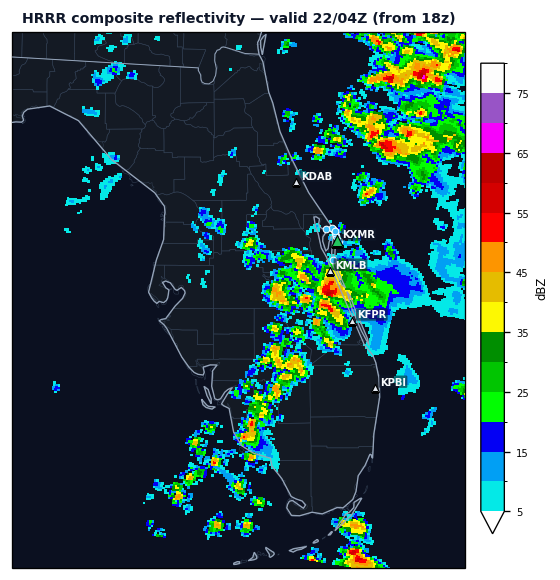 HRRR composite reflectivity — valid 22/04Z (from 18z)
KDAB
KXMR
KMLB
KFPR
KPBI
75
65
55
45
35
25
15
5
dBZ